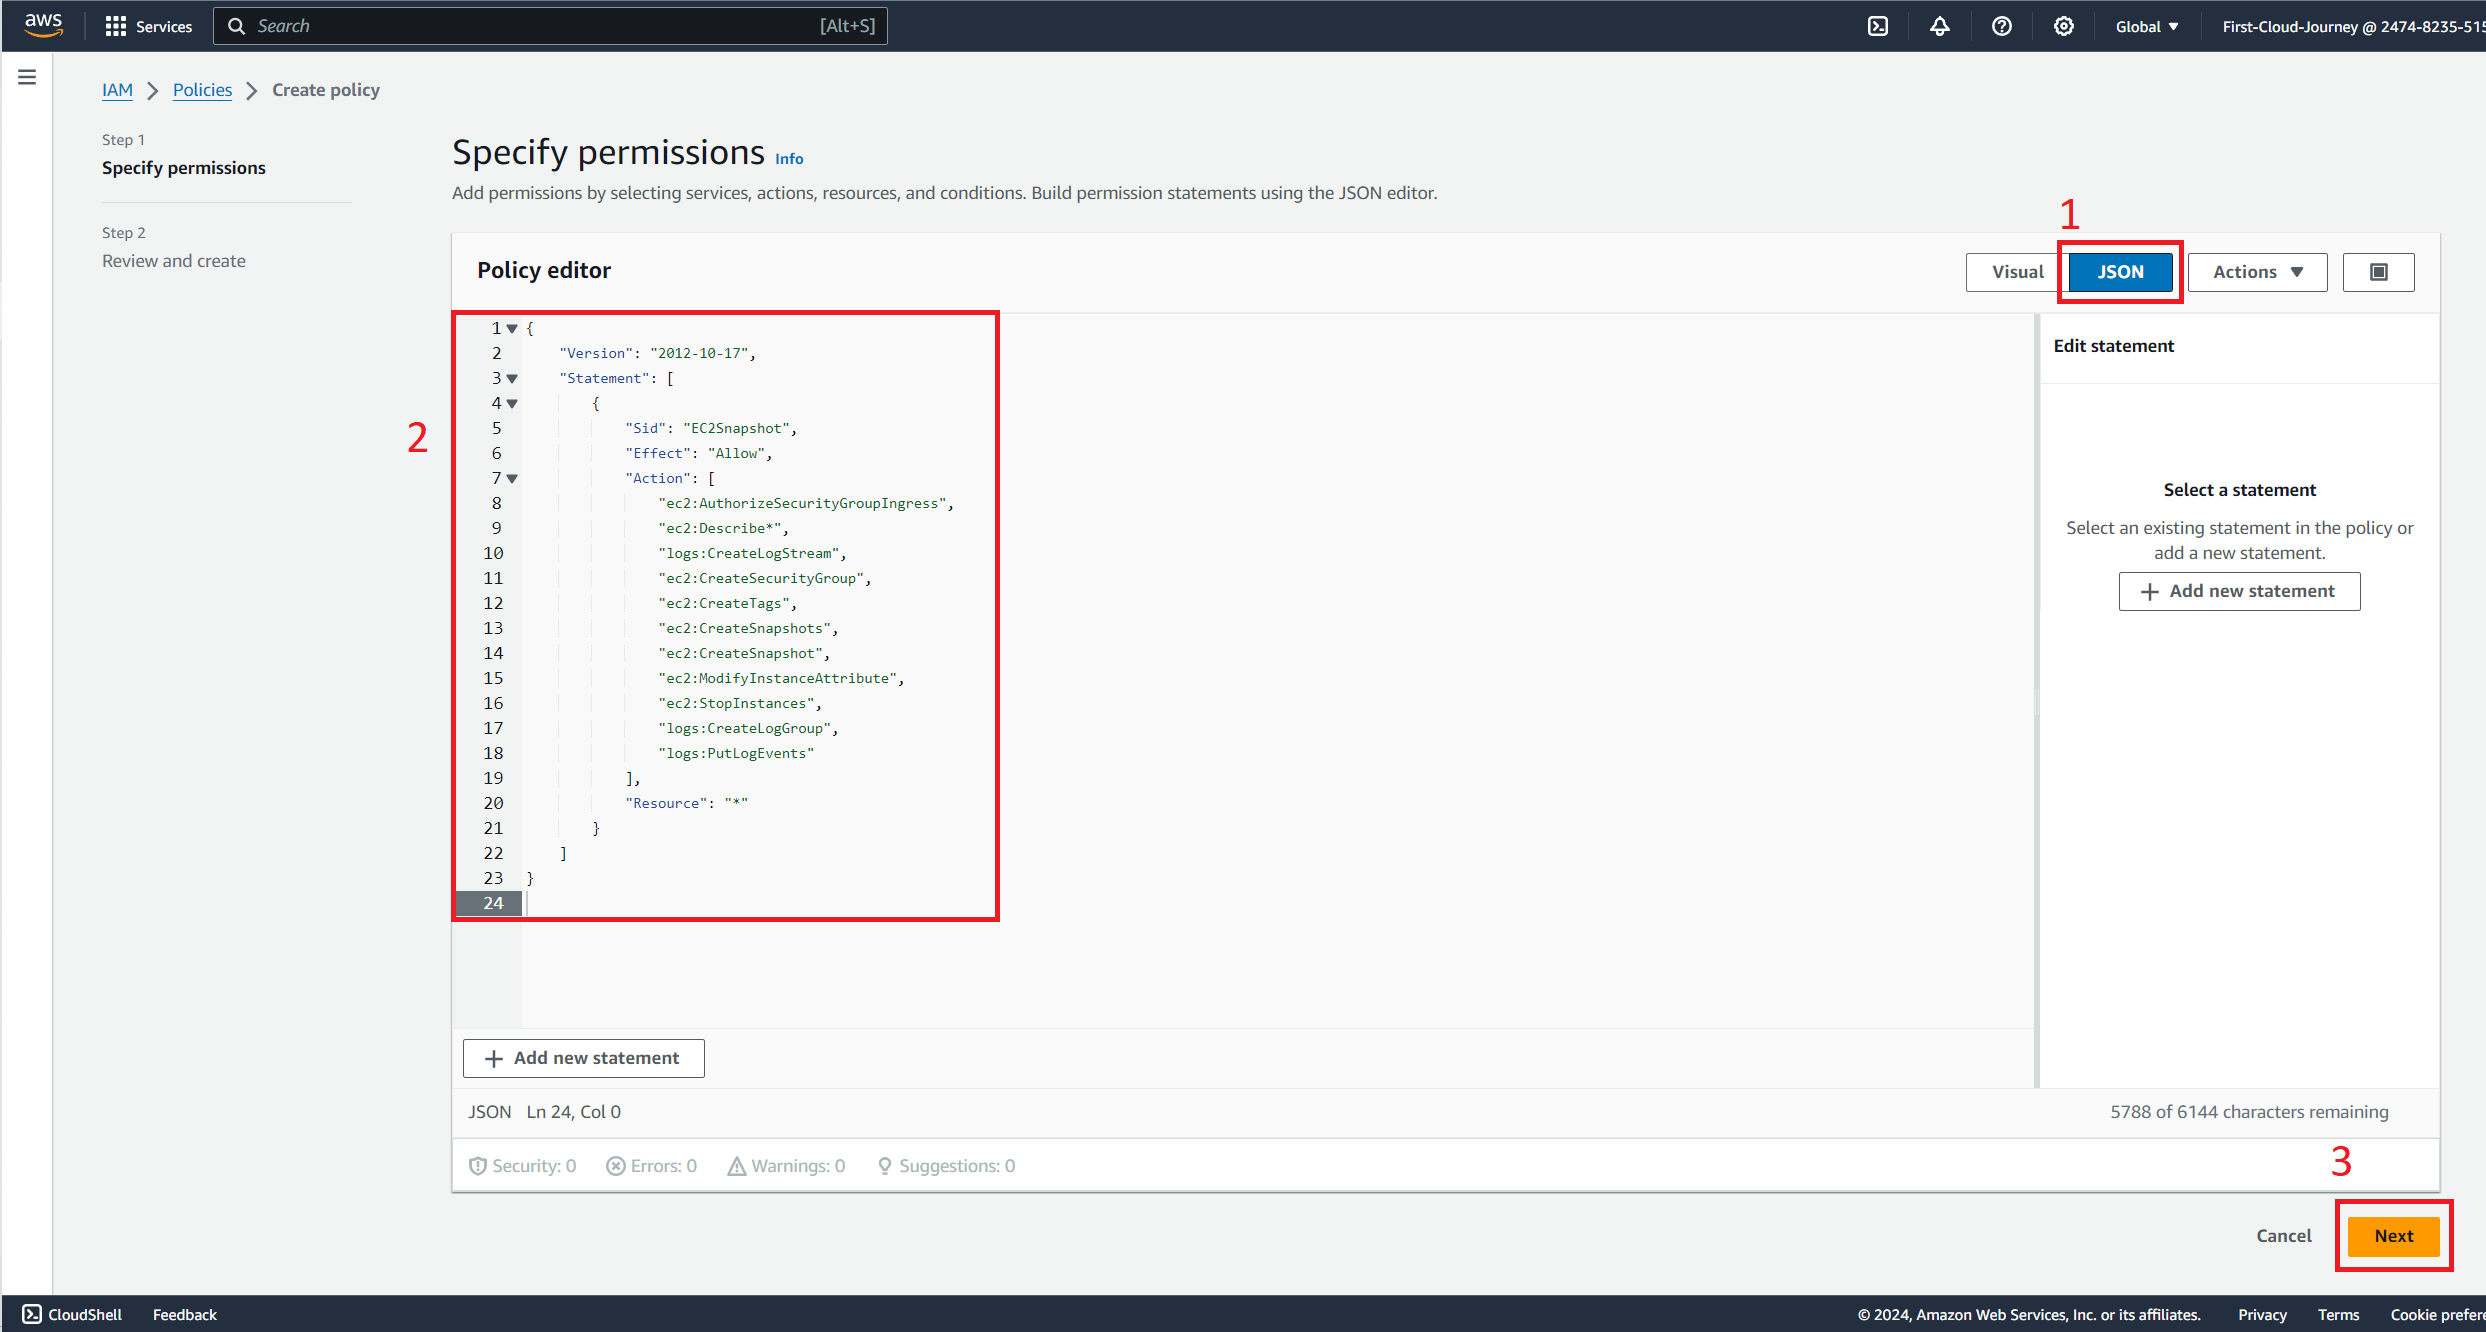 aws
Services
Search
[Alt+S]
Global
First-Cloud-Journey @ 2474-8235-515
IAM
Policies
Create policy
Step 1
Specify permissions
Step 2
Review and create
Specify permissions Info
Add permissions by selecting services, actions, resources, and conditions. Build permission statements using the JSON editor.
1
Policy editor
Visual
JSON
Actions
2
1 {
2 "Version": "2012-10-17",
3 "Statement": [
4 {
5 "Sid": "EC2Snapshot",
6 "Effect": "Allow",
7 "Action": [
8 "ec2:AuthorizeSecurityGroupIngress",
9 "ec2:Describe*",
10 "logs:CreateLogStream",
11 "ec2:CreateSecurityGroup",
12 "ec2:CreateTags",
13 "ec2:CreateSnapshots",
14 "ec2:CreateSnapshot",
15 "ec2:ModifyInstanceAttribute",
16 "ec2:StopInstances",
17 "logs:CreateLogGroup",
18 "logs:PutLogEvents"
19 ],
20 "Resource": "*"
21 }
22 ]
23 }
24
Edit statement
Select a statement
Select an existing statement in the policy or
add a new statement.
Add new statement
Add new statement
JSON Ln 24, Col 0
5788 of 6144 characters remaining
Security: 0
Errors: 0
Warnings: 0
Suggestions: 0
3
Cancel
Next
CloudShell
Feedback
© 2024, Amazon Web Services, Inc. or its affiliates.
Privacy
Terms
Cookie prefere